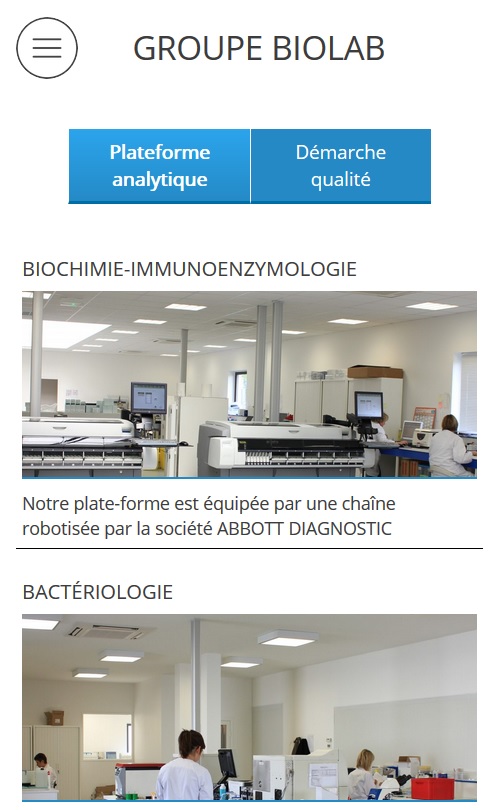 GROUPE BIOLAB
Plateforme
analytique
Démarche
qualité
BIOCHIMIE-IMMUNOENZYMOLOGIE
Notre plate-forme est équipée par une chaîne
robotisée par la société ABBOTT DIAGNOSTIC
BACTÉRIOLOGIE